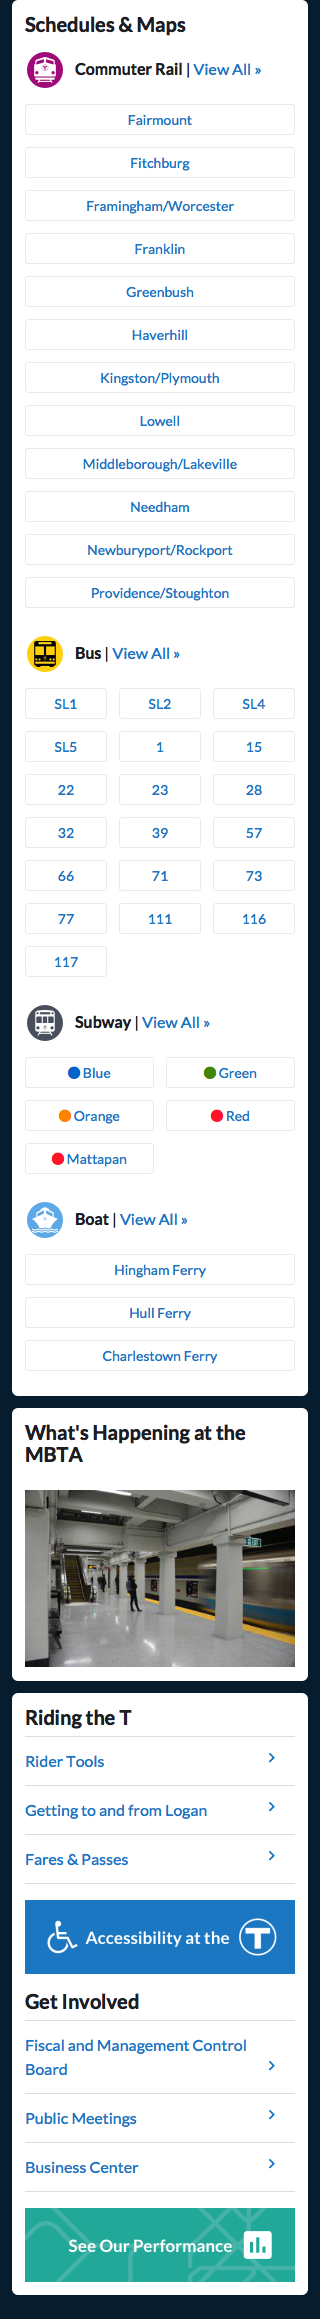 Schedules & Maps
Commuter Rail | View All »
Fairmount
Fitchburg
Framingham/Worcester
Franklin
Greenbush
Haverhill
Kingston/Plymouth
Lowell
Middleborough/Lakeville
Needham
Newburyport/Rockport
Providence/Stoughton
Bus | View All »
SL1 SL2 SL4
SL5 1 15
22 23 28
32 39 57
66 71 73
77 111 116
117
Subway | View All »
Blue Green
Orange Red
Mattapan
Boat | View All »
Hingham Ferry
Hull Ferry
Charlestown Ferry
What's Happening at the
MBTA
Riding the T
Rider Tools
Getting to and from Logan
Fares & Passes
Accessibility at the T
Get Involved
Fiscal and Management Control
Board
Public Meetings
Business Center
See Our Performance